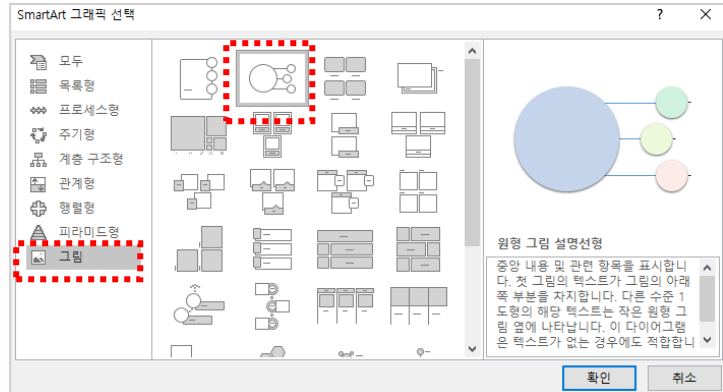 SmartArt 그래픽 선택
?
모두
목록형
프로세스형
주기형
계층 구조형
관계형
행렬형
피라미드형
그림
원형 그림 설명선형
중앙 내용 및 관련 항목을 표시합니
다. 첫 그림의 텍스트가 그림의 아래
쪽 부분을 차지합니다. 다른 수준 1
도형의 해당 텍스트는 작은 원형 그
림 옆에 나타납니다. 이 다이어그램
은 텍스트가 없는 경우에도 적합합니
확인
취소